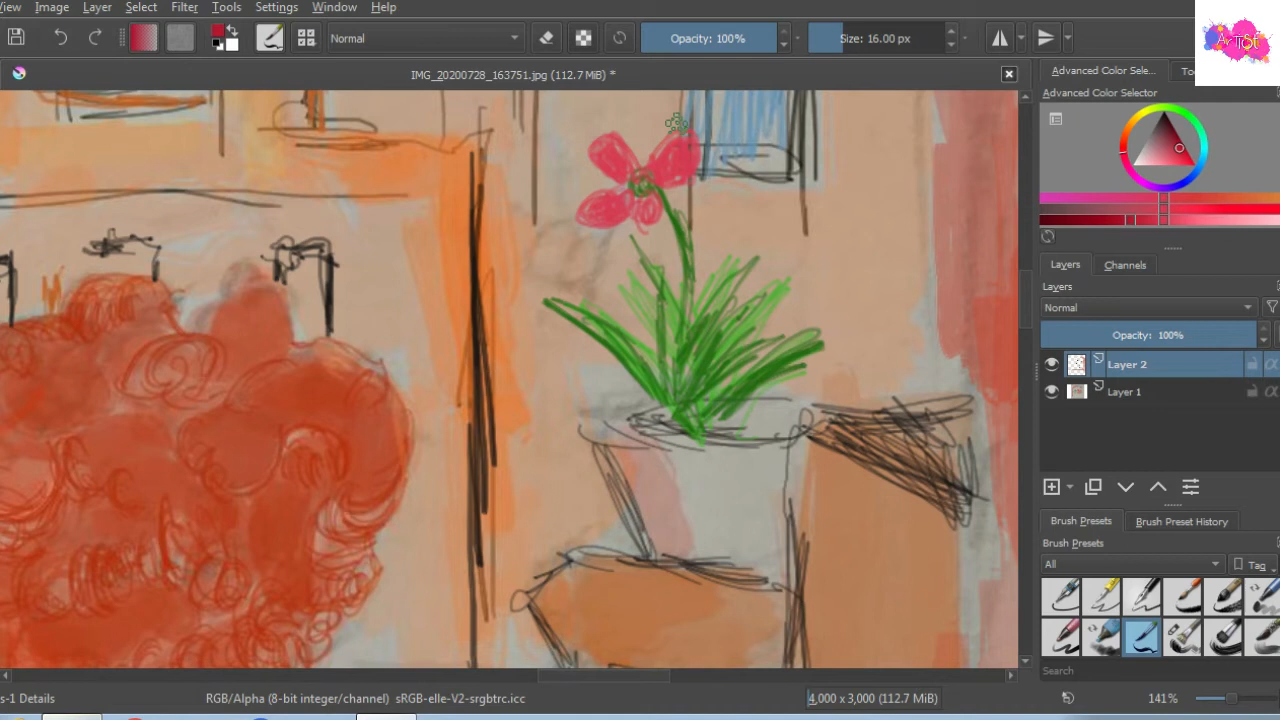 View Image Layer Select Filter Tools Settings Window Help
Normal Opacity: 100% Size: 16.00 px
ArTiSt
IMG_20200728_163751.jpg (112.7 MiB) *
Advanced Color Sele... To
Advanced Color Selector
Layers Channels
Layers
Normal
Opacity: 100%
Layer 2
Layer 1
Brush Presets Brush Preset History
Brush Presets
All Tag
Search
s-1 Details RGB/Alpha (8-bit integer/channel) sRGB-elle-V2-srgbtrc.icc 4,000 x 3,000 (112.7 MiB) 141%